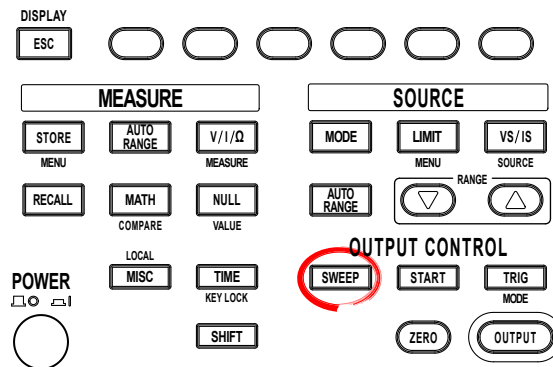 DISPLAY
ESC
MEASURE
SOURCE
STORE
AUTO
RANGE
V/I/Ω
MODE
LIMIT
VS/IS
MENU
MEASURE
MENU
SOURCE
RANGE
RECALL
MATH
NULL
AUTO
RANGE
COMPARE
VALUE
OUTPUT CONTROL
LOCAL
POWER
MISC
TIME
SWEEP
START
TRIG
KEY LOCK
MODE
SHIFT
ZERO
OUTPUT